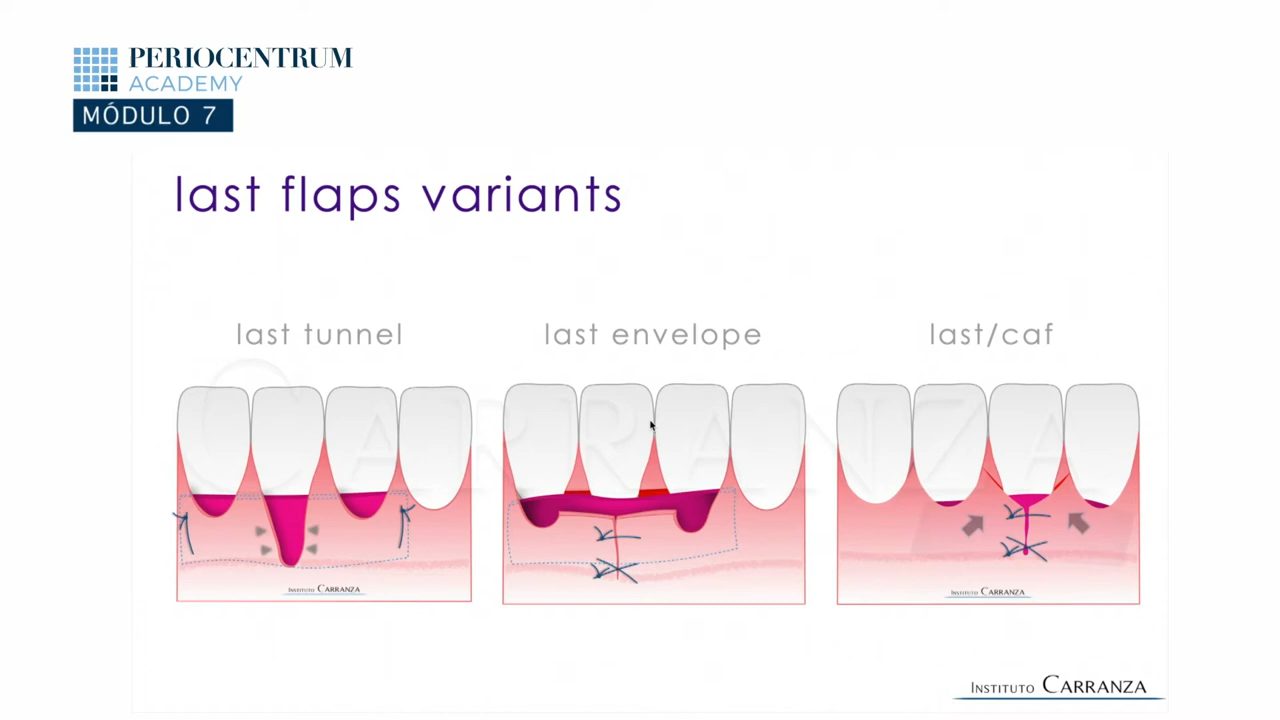 PERIOCENTRUM
ACADEMY
MÓDULO 7
last flaps variants
last tunnel
last envelope
last/caf
CARRANZA
INSTITUTO CARRANZA
INSTITUTO CARRANZA
INSTITUTO CARRANZA